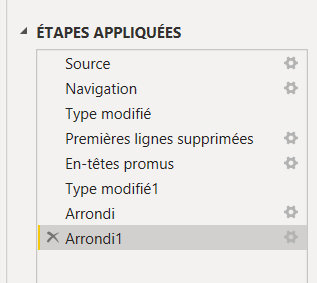 ÉTAPES APPLIQUÉES
Source
Navigation
Type modifié
Premières lignes supprimées
En-têtes promus
Type modifié1
Arrondi
Arrondi1